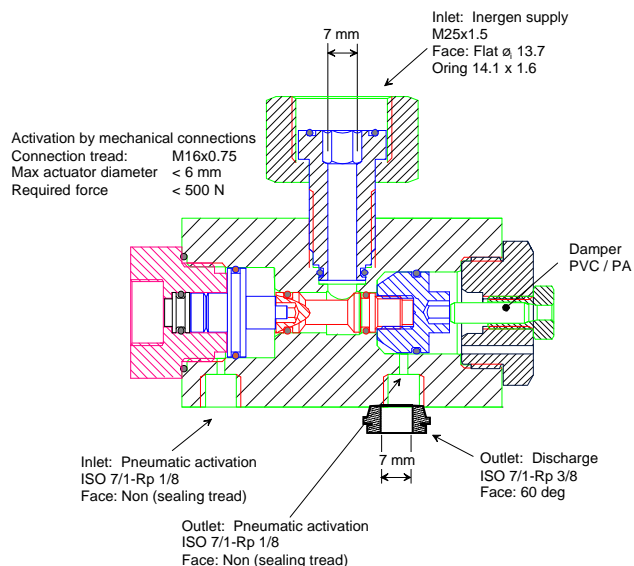 Inlet: Inergen supply
M25x1.5
Face: Flat ø¡ 13.7
Oring 14.1 x 1.6
7 mm
Activation by mechanical connections
Connection tread: M16x0.75
Max actuator diameter < 6 mm
Required force < 500 N
Damper
PVC / PA
Inlet: Pneumatic activation
ISO 7/1-Rp 1/8
Face: Non (sealing tread)
7 mm
Outlet: Discharge
ISO 7/1-Rp 3/8
Face: 60 deg
Outlet: Pneumatic activation
ISO 7/1-Rp 1/8
Face: Non (sealing tread)